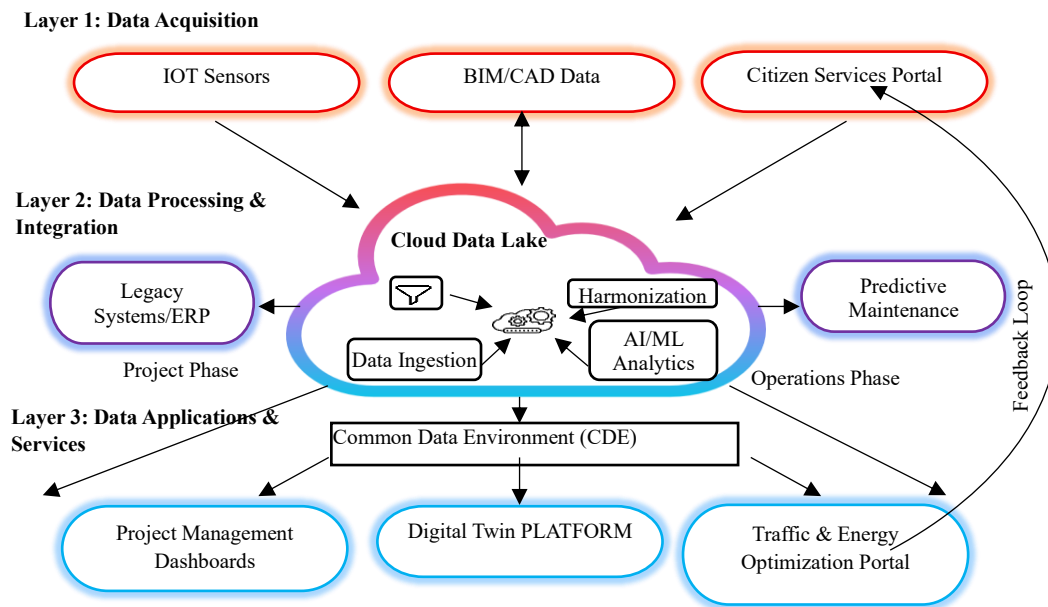 Layer 1: Data Acquisition
IOT Sensors
BIM/CAD Data
Citizen Services Portal
Layer 2: Data Processing &
Integration
Cloud Data Lake
Legacy
Systems/ERP
Harmonization
Predictive
Maintenance
Data Ingestion
AI/ML
Analytics
Project Phase
Operations Phase
Feedback Loop
Layer 3: Data Applications &
Services
Common Data Environment (CDE)
Project Management
Dashboards
Digital Twin PLATFORM
Traffic & Energy
Optimization Portal